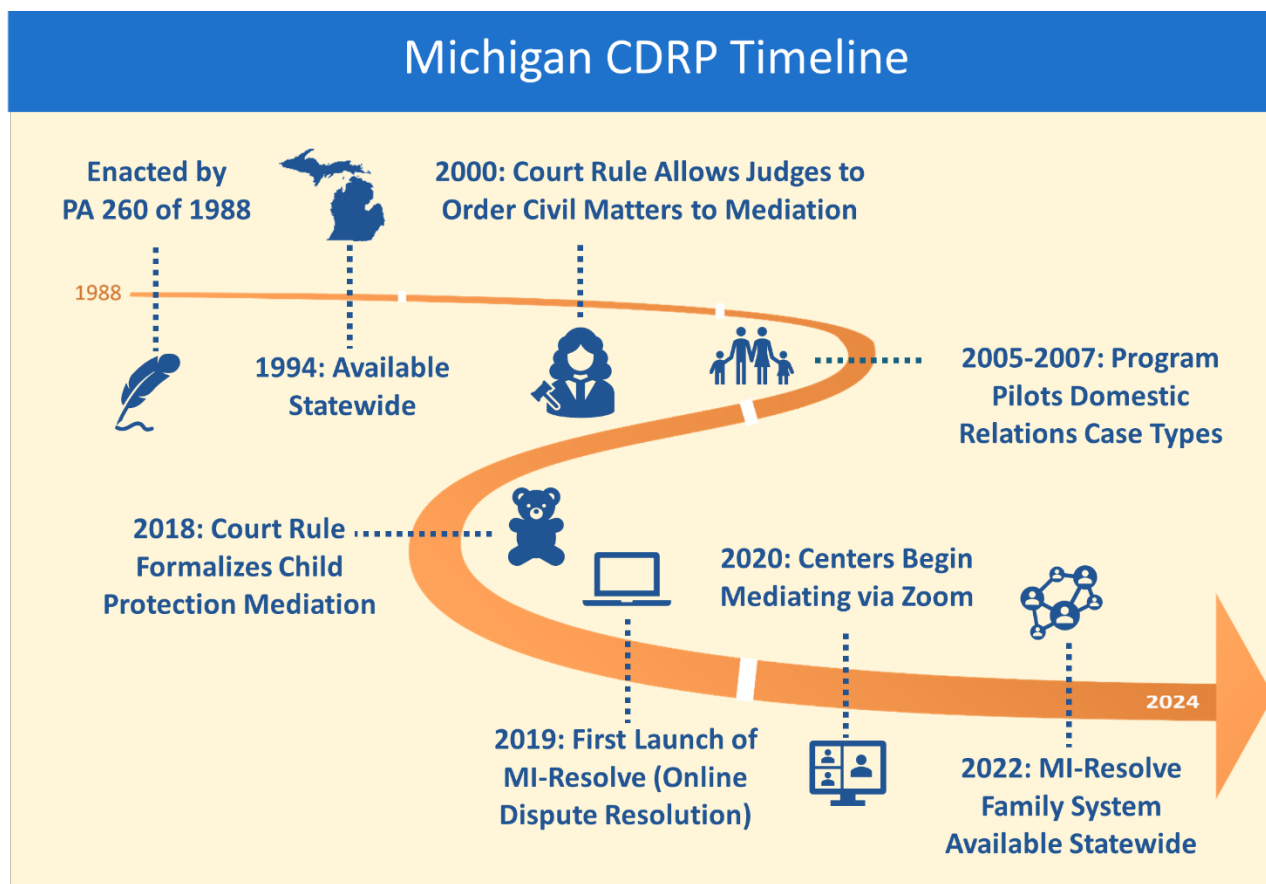 Michigan CDRP Timeline
Enacted by
PA 260 of 1988
2000: Court Rule Allows Judges to
Order Civil Matters to Mediation
1988
1994: Available
Statewide
2005-2007: Program
Pilots Domestic
Relations Case Types
2018: Court Rule
Formalizes Child
Protection Mediation
2020: Centers Begin
Mediating via Zoom
2024
2019: First Launch of
MI-Resolve (Online
Dispute Resolution)
2022: MI-Resolve
Family System
Available Statewide